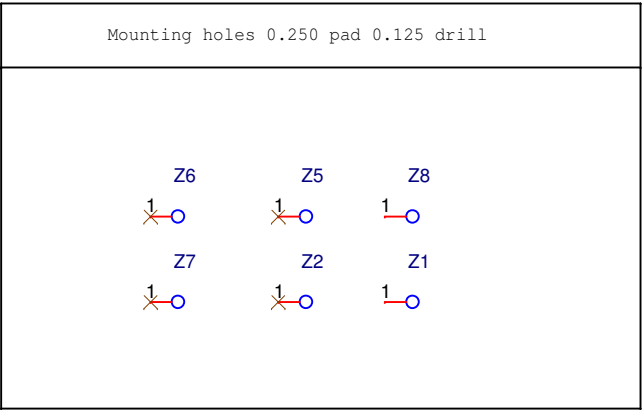 Mounting holes 0.250 pad 0.125 drill
Z6 Z5 Z8
1 1 1
Z7 Z2 Z1
1 1 1